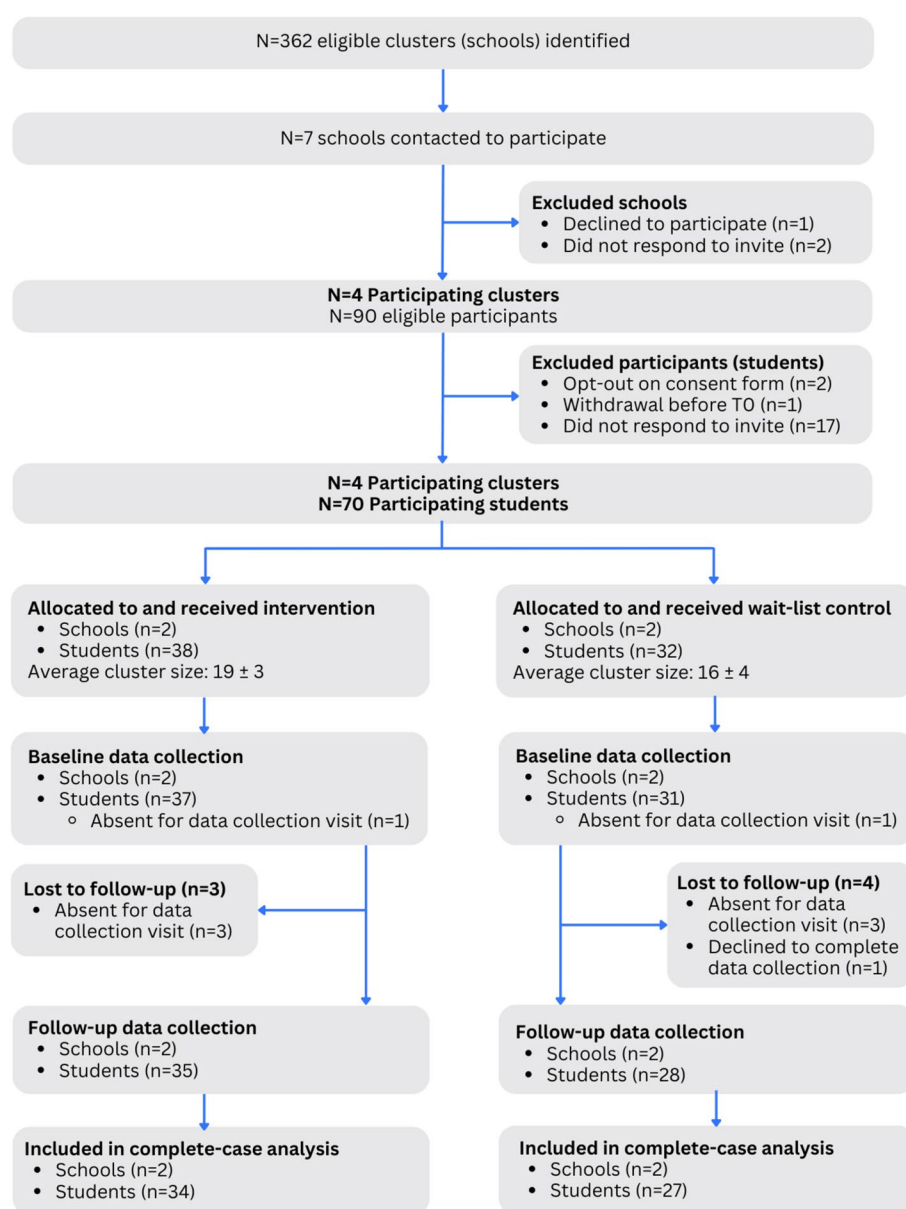 N=362 eligible clusters (schools) identified
N=7 schools contacted to participate
Excluded schools
• Declined to participate (n=1)
• Did not respond to invite (n=2)
N=4 Participating clusters
N=90 eligible participants
Excluded participants (students)
• Opt-out on consent form (n=2)
• Withdrawal before T0 (n=1)
• Did not respond to invite (n=17)
N=4 Participating clusters
N=70 Participating students
Allocated to and received intervention
• Schools (n=2)
• Students (n=38)
Average cluster size: 19 ± 3
Allocated to and received wait-list control
• Schools (n=2)
• Students (n=32)
Average cluster size: 16 ± 4
Baseline data collection
• Schools (n=2)
• Students (n=37)
○ Absent for data collection visit (n=1)
Baseline data collection
• Schools (n=2)
• Students (n=31)
○ Absent for data collection visit (n=1)
Lost to follow-up (n=3)
• Absent for data
collection visit (n=3)
Lost to follow-up (n=4)
• Absent for data
collection visit (n=3)
• Declined to complete
data collection (n=1)
Follow-up data collection
• Schools (n=2)
• Students (n=35)
Follow-up data collection
• Schools (n=2)
• Students (n=28)
Included in complete-case analysis
• Schools (n=2)
• Students (n=34)
Included in complete-case analysis
• Schools (n=2)
• Students (n=27)